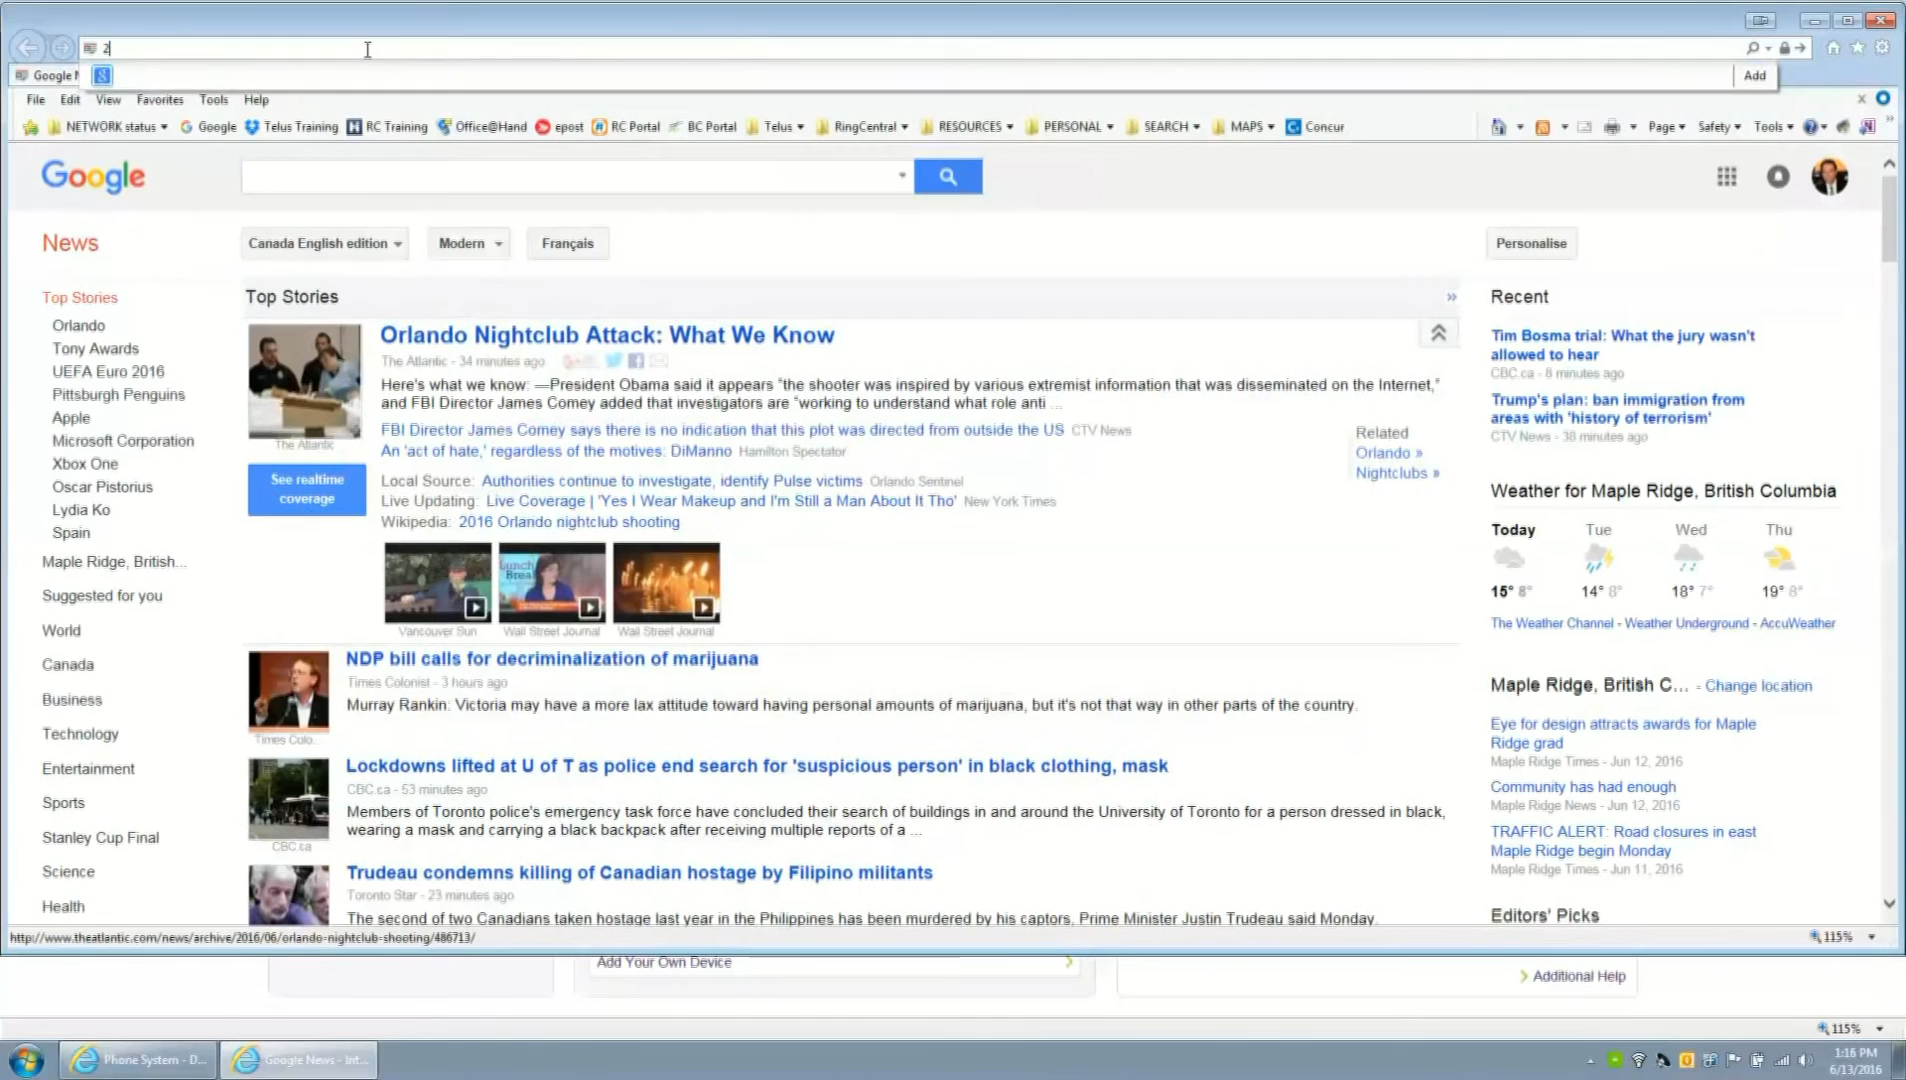 2
Google N
Add
File Edit View Favorites Tools Help
NETWORK status Google Telus Training RC Training Office@Hand epost RC Portal BC Portal Telus RingCentral RESOURCES PERSONAL SEARCH MAPS Concur
Page Safety Tools
Google
News
Canada English edition Modern Français Personalise
Top Stories
Orlando
Tony Awards
UEFA Euro 2016
Pittsburgh Penguins
Apple
Microsoft Corporation
Xbox One
Oscar Pistorius
Lydia Ko
Spain
Maple Ridge, British...
Suggested for you
World
Canada
Business
Technology
Entertainment
Sports
Stanley Cup Final
Science
Health
Top Stories »
Orlando Nightclub Attack: What We Know
The Atlantic - 34 minutes ago
Here's what we know: —President Obama said it appears "the shooter was inspired by various extremist information that was disseminated on the Internet,"
and FBI Director James Comey added that investigators are "working to understand what role anti ...
The Atlantic
FBI Director James Comey says there is no indication that this plot was directed from outside the US CTV News
An 'act of hate,' regardless of the motives: DiManno Hamilton Spectator
Related
Orlando »
Nightclubs »
See realtime
coverage
Local Source: Authorities continue to investigate, identify Pulse victims Orlando Sentinel
Live Updating: Live Coverage | 'Yes I Wear Makeup and I'm Still a Man About It Tho' New York Times
Wikipedia: 2016 Orlando nightclub shooting
Lunch
Break
Vancouver Sun Wall Street Journal Wall Street Journal
NDP bill calls for decriminalization of marijuana
Times Colonist - 3 hours ago
Murray Rankin: Victoria may have a more lax attitude toward having personal amounts of marijuana, but it's not that way in other parts of the country.
Times Colo...
Lockdowns lifted at U of T as police end search for 'suspicious person' in black clothing, mask
CBC.ca - 53 minutes ago
Members of Toronto police's emergency task force have concluded their search of buildings in and around the University of Toronto for a person dressed in black,
wearing a mask and carrying a black backpack after receiving multiple reports of a ...
CBC.ca
Trudeau condemns killing of Canadian hostage by Filipino militants
Toronto Star - 23 minutes ago
The second of two Canadians taken hostage last year in the Philippines has been murdered by his captors, Prime Minister Justin Trudeau said Monday.
Recent
Tim Bosma trial: What the jury wasn't
allowed to hear
CBC.ca - 8 minutes ago
Trump's plan: ban immigration from
areas with 'history of terrorism'
CTV News - 38 minutes ago
Weather for Maple Ridge, British Columbia
Today Tue Wed Thu
15° 8° 14° 8° 18° 7° 19° 8°
The Weather Channel - Weather Underground - AccuWeather
Maple Ridge, British C... - Change location
Eye for design attracts awards for Maple
Ridge grad
Maple Ridge Times - Jun 12, 2016
Community has had enough
Maple Ridge News - Jun 12, 2016
TRAFFIC ALERT: Road closures in east
Maple Ridge begin Monday
Maple Ridge Times - Jun 11, 2016
Editors' Picks
http://www.theatlantic.com/news/archive/2016/06/orlando-nightclub-shooting/486713/
115%
Add Your Own Device
Additional Help
115%
Phone System - D... Google News - Int...
1:16 PM
6/13/2016